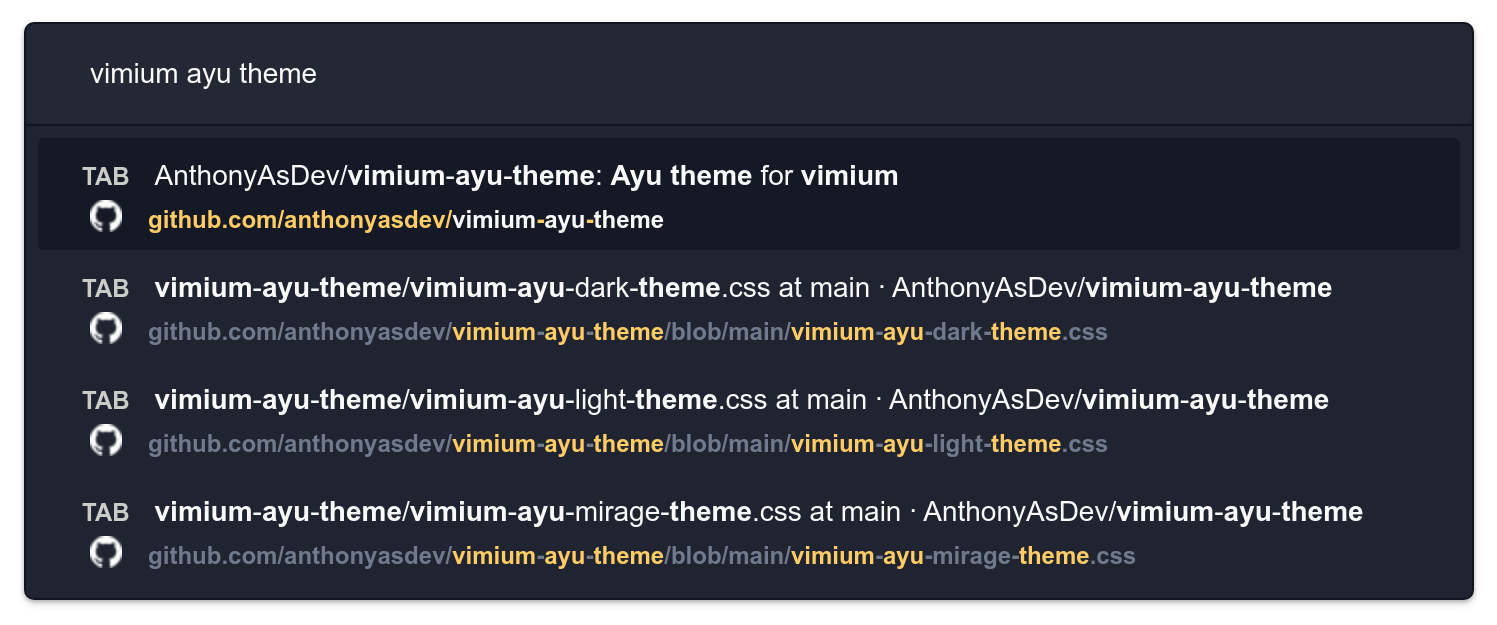 vimium ayu theme
TAB AnthonyAsDev/vimium-ayu-theme: Ayu theme for vimium
github.com/anthonyasdev/vimium-ayu-theme
TAB vimium-ayu-theme/vimium-ayu-dark-theme.css at main · AnthonyAsDev/vimium-ayu-theme
github.com/anthonyasdev/vimium-ayu-theme/blob/main/vimium-ayu-dark-theme.css
TAB vimium-ayu-theme/vimium-ayu-light-theme.css at main · AnthonyAsDev/vimium-ayu-theme
github.com/anthonyasdev/vimium-ayu-theme/blob/main/vimium-ayu-light-theme.css
TAB vimium-ayu-theme/vimium-ayu-mirage-theme.css at main · AnthonyAsDev/vimium-ayu-theme
github.com/anthonyasdev/vimium-ayu-theme/blob/main/vimium-ayu-mirage-theme.css